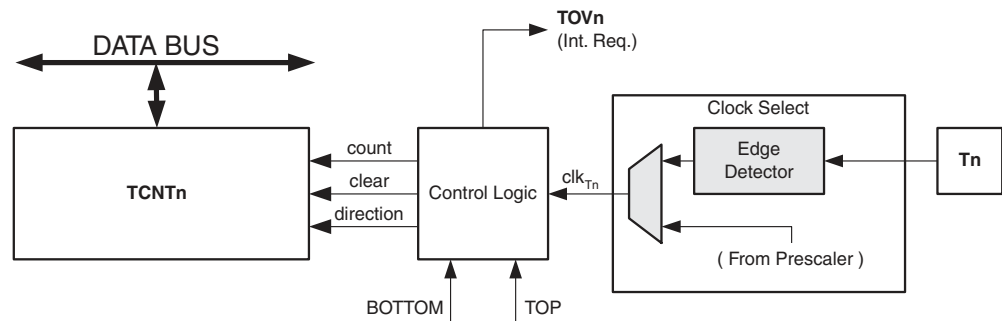 TOVn
(Int. Req.)
DATA BUS
Clock Select
count
Edge
Detector
Tn
TCNTn
clear
Control Logic
clkTn
direction
( From Prescaler )
BOTTOM
TOP